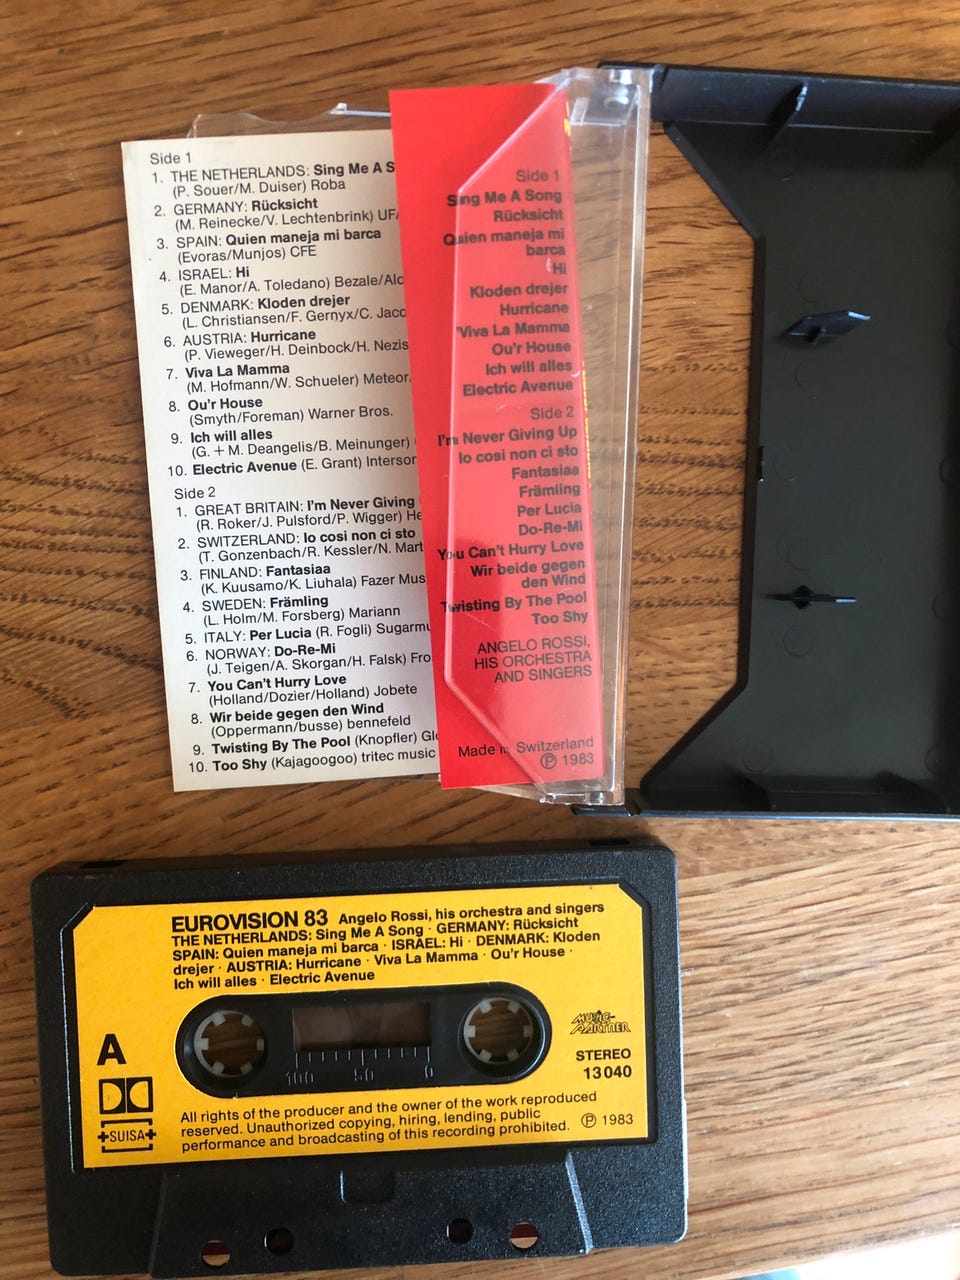 Side 1
1. THE NETHERLANDS: Sing Me A S
(P. Souer/M. Duiser) Roba
2. GERMANY: Rücksicht
(M. Reinecke/V. Lechtenbrink) UFA
3. SPAIN: Quien maneja mi barca
(Evoras/Munjos) CFE
4. ISRAEL: Hi
(E. Manor/A. Toledano) Bezale/Alo
5. DENMARK: Kloden drejer
(L. Christiansen/F. Gernyx/C. Jacc
6. AUSTRIA: Hurricane
(P. Vieweger/H. Deinbock/H. Nezis
7. Viva La Mamma
(M. Hofmann/W. Schueler) Meteor/
8. Ou'r House
(Smyth/Foreman) Warner Bros.
9. Ich will alles
(G. + M. Deangelis/B. Meinunger)
10. Electric Avenue (E. Grant) Interson
Side 2
1. GREAT BRITAIN: I'm Never Giving
(R. Roker/J. Pulsford/P. Wigger) He
2. SWITZERLAND: Io cosi non ci sto
(T. Gonzenbach/R. Kessler/N. Mart
3. FINLAND: Fantasiaa
(K. Kuusamo/K. Liuhala) Fazer Mus
4. SWEDEN: Främling
(L. Holm/M. Forsberg) Mariann
5. ITALY: Per Lucia (R. Fogli) Sugarmu
6. NORWAY: Do-Re-Mi
(J. Teigen/A. Skorgan/H. Falsk) Fro
7. You Can't Hurry Love
(Holland/Dozier/Holland) Jobete
8. Wir beide gegen den Wind
(Oppermann/busse) bennefeld
9. Twisting By The Pool (Knopfler) Glo
10. Too Shy (Kajagoogoo) tritec music
Side 1
Sing Me A Song
Rücksicht
Quien maneja mi
barca
Hi
Kloden drejer
Hurricane
'Viva La Mamma
Ou'r House
Ich will alles
Electric Avenue
Side 2
I'm Never Giving Up
Io cosi non ci sto
Fantasiaa
Främling
Per Lucia
Do-Re-Mi
You Can't Hurry Love
Wir beide gegen
den Wind
Twisting By The Pool
Too Shy
ANGELO ROSSI,
HIS ORCHESTRA
AND SINGERS
Made in Switzerland
℗ 1983
EUROVISION 83 Angelo Rossi, his orchestra and singers
THE NETHERLANDS: Sing Me A Song · GERMANY: Rücksicht
SPAIN: Quien maneja mi barca · ISRAEL: Hi · DENMARK: Kloden
drejer · AUSTRIA: Hurricane · Viva La Mamma · Ou'r House ·
Ich will alles · Electric Avenue
A
MUSIC-
PARTNER
STEREO
13 040
100 50 0
SUISA
All rights of the producer and the owner of the work reproduced
reserved. Unauthorized copying, hiring, lending, public
performance and broadcasting of this recording prohibited. ℗ 1983